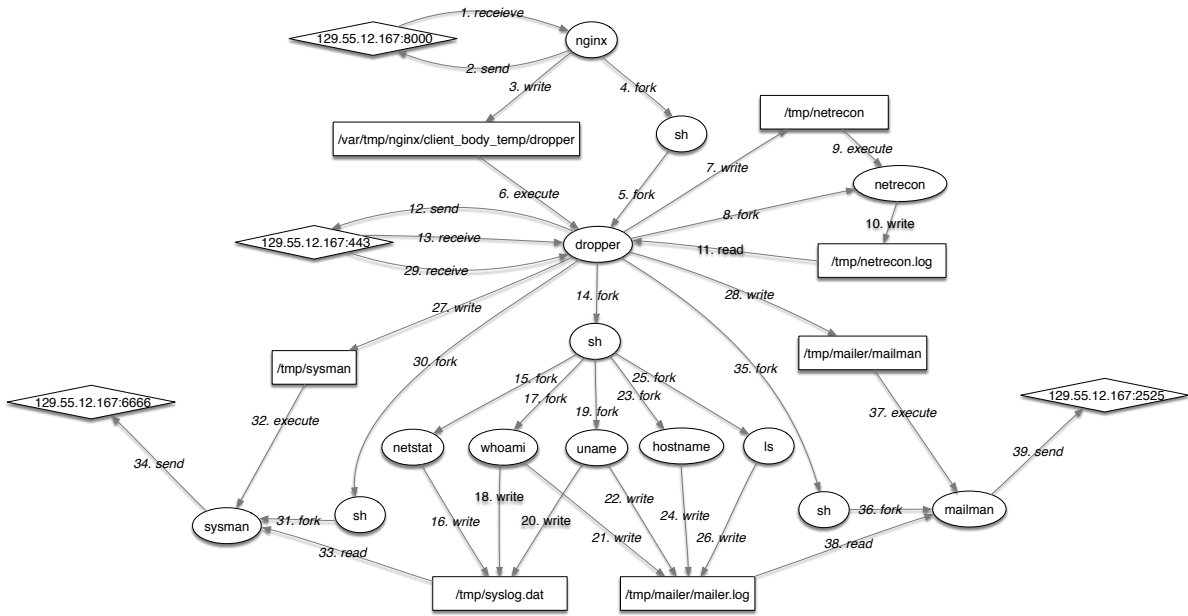 1. receieve
129.55.12.167:8000
nginx
2. send
3. write
4. fork
/tmp/netrecon
/var/tmp/nginx/client_body_temp/dropper
sh
9. execute
7. write
netrecon
6. execute
5. fork
12. send
8. fork
10. write
129.55.12.167:443
13. receive
dropper
11. read
/tmp/netrecon.log
29. receive
14. fork
28. write
27. write
sh
30. fork
/tmp/sysman
/tmp/mailer/mailman
35. fork
15. fork
25. fork
17. fork
23. fork
129.55.12.167:6666
129.55.12.167:2525
19. fork
32. execute
37. execute
netstat
whoami
uname
hostname
ls
34. send
39. send
18. write
22. write
sh
sh
24. write
36. fork
mailman
sysman
31. fork
16. write
20. write
21. write
26. write
33. read
38. read
/tmp/syslog.dat
/tmp/mailer/mailer.log